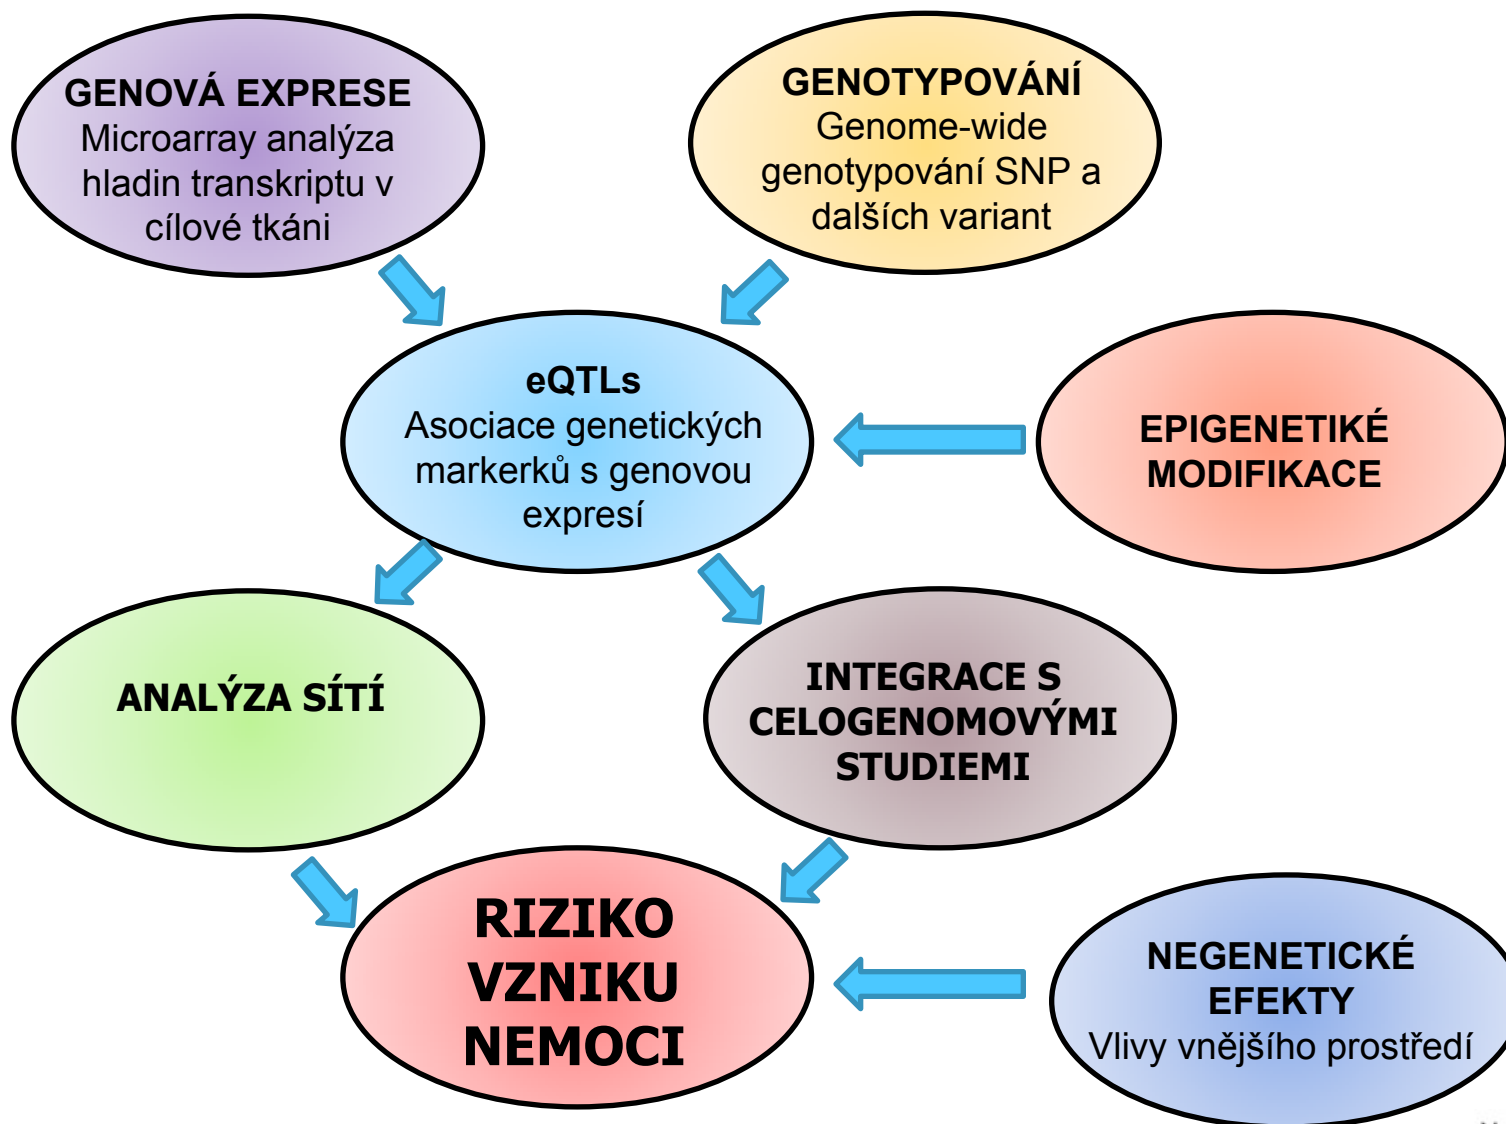 GENOVÁ EXPRESE
Microarray analýza
hladin transkriptu v
cílové tkáni
GENOTYPOVÁNÍ
Genome-wide
genotypování SNP a
dalších variant
eQTLs
Asociace genetických
markerků s genovou
expresí
EPIGENETIKÉ
MODIFIKACE
ANALÝZA SÍTÍ
INTEGRACE S
CELOGENOMOVÝMI
STUDIEMI
RIZIKO
VZNIKU
NEMOCI
NEGENETICKÉ
EFEKTY
Vlivy vnějšího prostředí